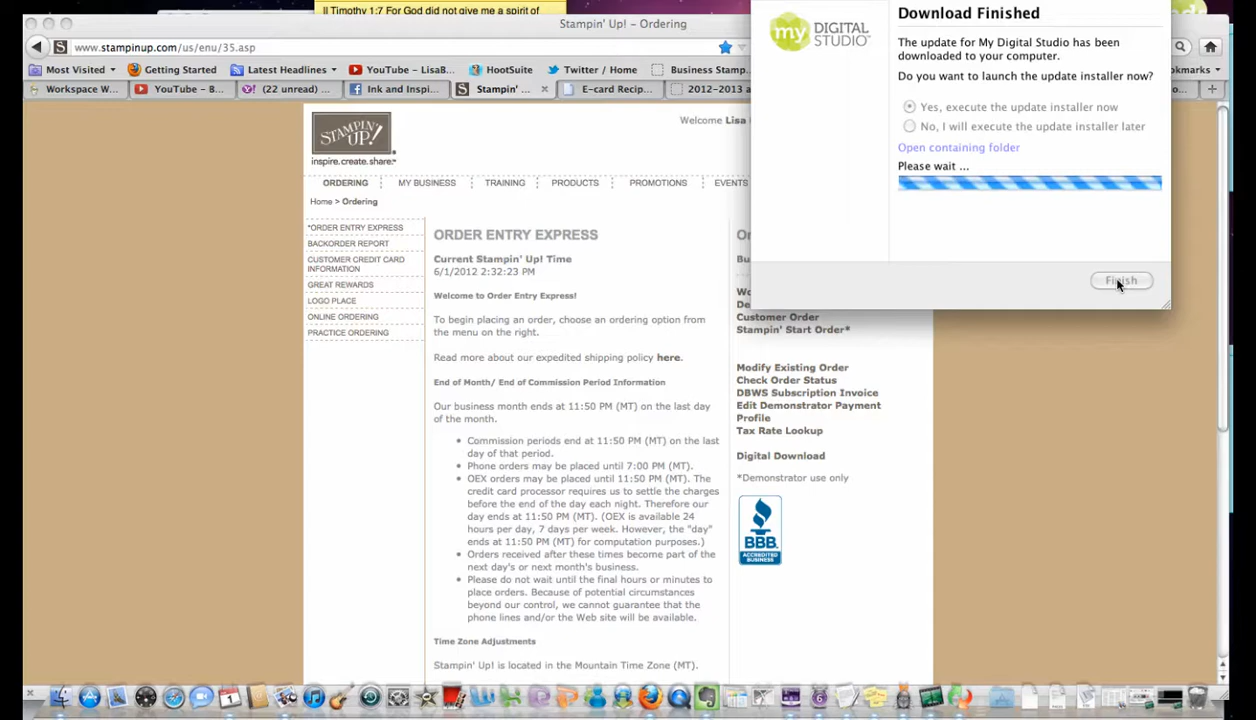 II Timothy 1:7 For God did not give me a spirit of
Stampin' Up! – Ordering
www.stampinup.com/us/enu/35.asp
Most Visited
Getting Started
Latest Headlines
YouTube – LisaB...
HootSuite
Twitter / Home
Business Stamp...
Workspace W...
YouTube – B...
(22 unread) ...
Ink and Inspi...
Stampin' ...
E-card Recip...
2012–2013 a
STAMPIN' UP!
inspire.create.share.
Welcome Lisa
ORDERING
MY BUSINESS
TRAINING
PRODUCTS
PROMOTIONS
EVENTS
Home > Ordering
*ORDER ENTRY EXPRESS
BACKORDER REPORT
CUSTOMER CREDIT CARD
INFORMATION
GREAT REWARDS
LOGO PLACE
ONLINE ORDERING
PRACTICE ORDERING
ORDER ENTRY EXPRESS
Current Stampin' Up! Time
6/1/2012 2:32:23 PM
Welcome to Order Entry Express!
To begin placing an order, choose an ordering option from
the menu on the right.
Read more about our expedited shipping policy here.
End of Month/ End of Commission Period Information
Our business month ends at 11:50 PM (MT) on the last day
of the month.
• Commission periods end at 11:50 PM (MT) on the last
day of that period.
• Phone orders may be placed until 7:00 PM (MT).
• OEX orders may be placed until 11:50 PM (MT). The
credit card processor requires us to settle the charges
before the end of the day each night. Therefore our
day ends at 11:50 PM (MT). (OEX is available 24
hours per day, 7 days per week. However, the "day"
ends at 11:50 PM (MT) for computation purposes.)
• Orders received after these times become part of the
next day's or next month's business.
• Please do not wait until the final hours or minutes to
place orders. Because of potential circumstances
beyond our control, we cannot guarantee that the
phone lines and/or the Web site will be available.
Time Zone Adjustments
Stampin' Up! is located in the Mountain Time Zone (MT).
Customer Order
Stampin' Start Order*
Modify Existing Order
Check Order Status
DBWS Subscription Invoice
Edit Demonstrator Payment
Profile
Tax Rate Lookup
Digital Download
*Demonstrator use only
BBB
ACCREDITED
BUSINESS
my DIGITAL
STUDIO
Download Finished
The update for My Digital Studio has been
downloaded to your computer.
Do you want to launch the update installer now?
Yes, execute the update installer now
No, I will execute the update installer later
Open containing folder
Please wait ...
Finish